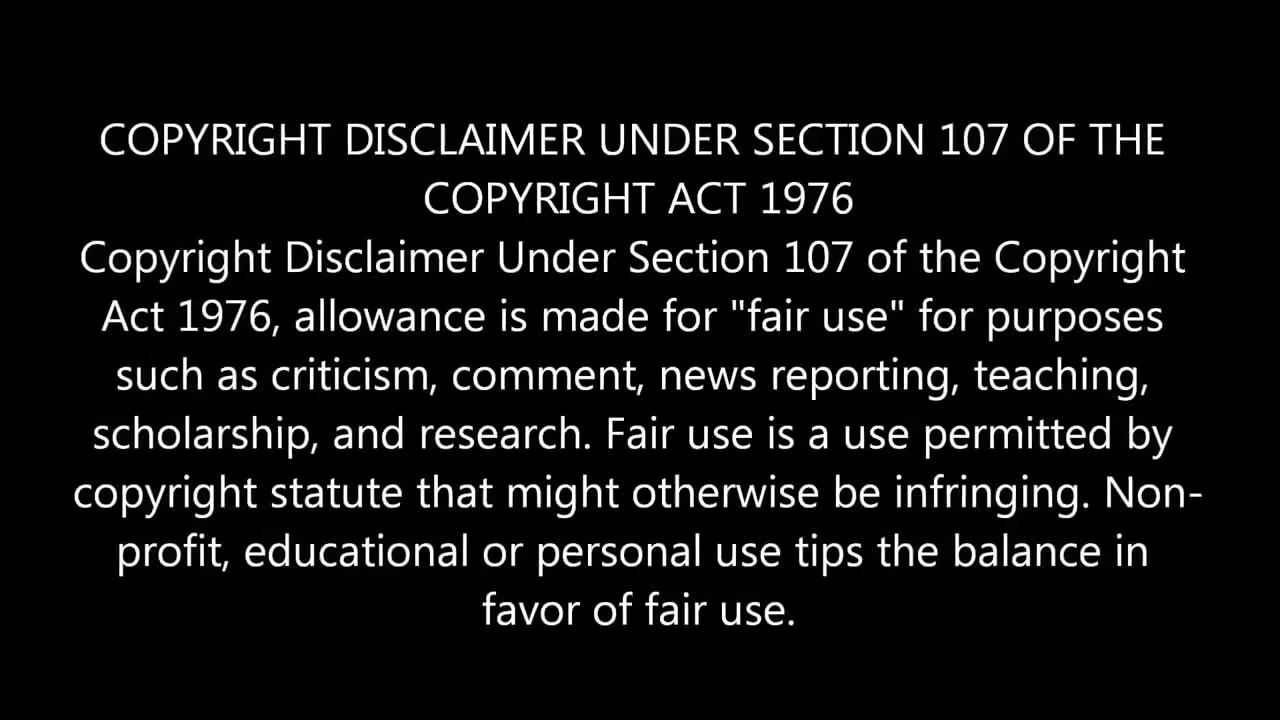 COPYRIGHT DISCLAIMER UNDER SECTION 107 OF THE
COPYRIGHT ACT 1976
Copyright Disclaimer Under Section 107 of the Copyright
Act 1976, allowance is made for "fair use" for purposes
such as criticism, comment, news reporting, teaching,
scholarship, and research. Fair use is a use permitted by
copyright statute that might otherwise be infringing. Non-
profit, educational or personal use tips the balance in
favor of fair use.